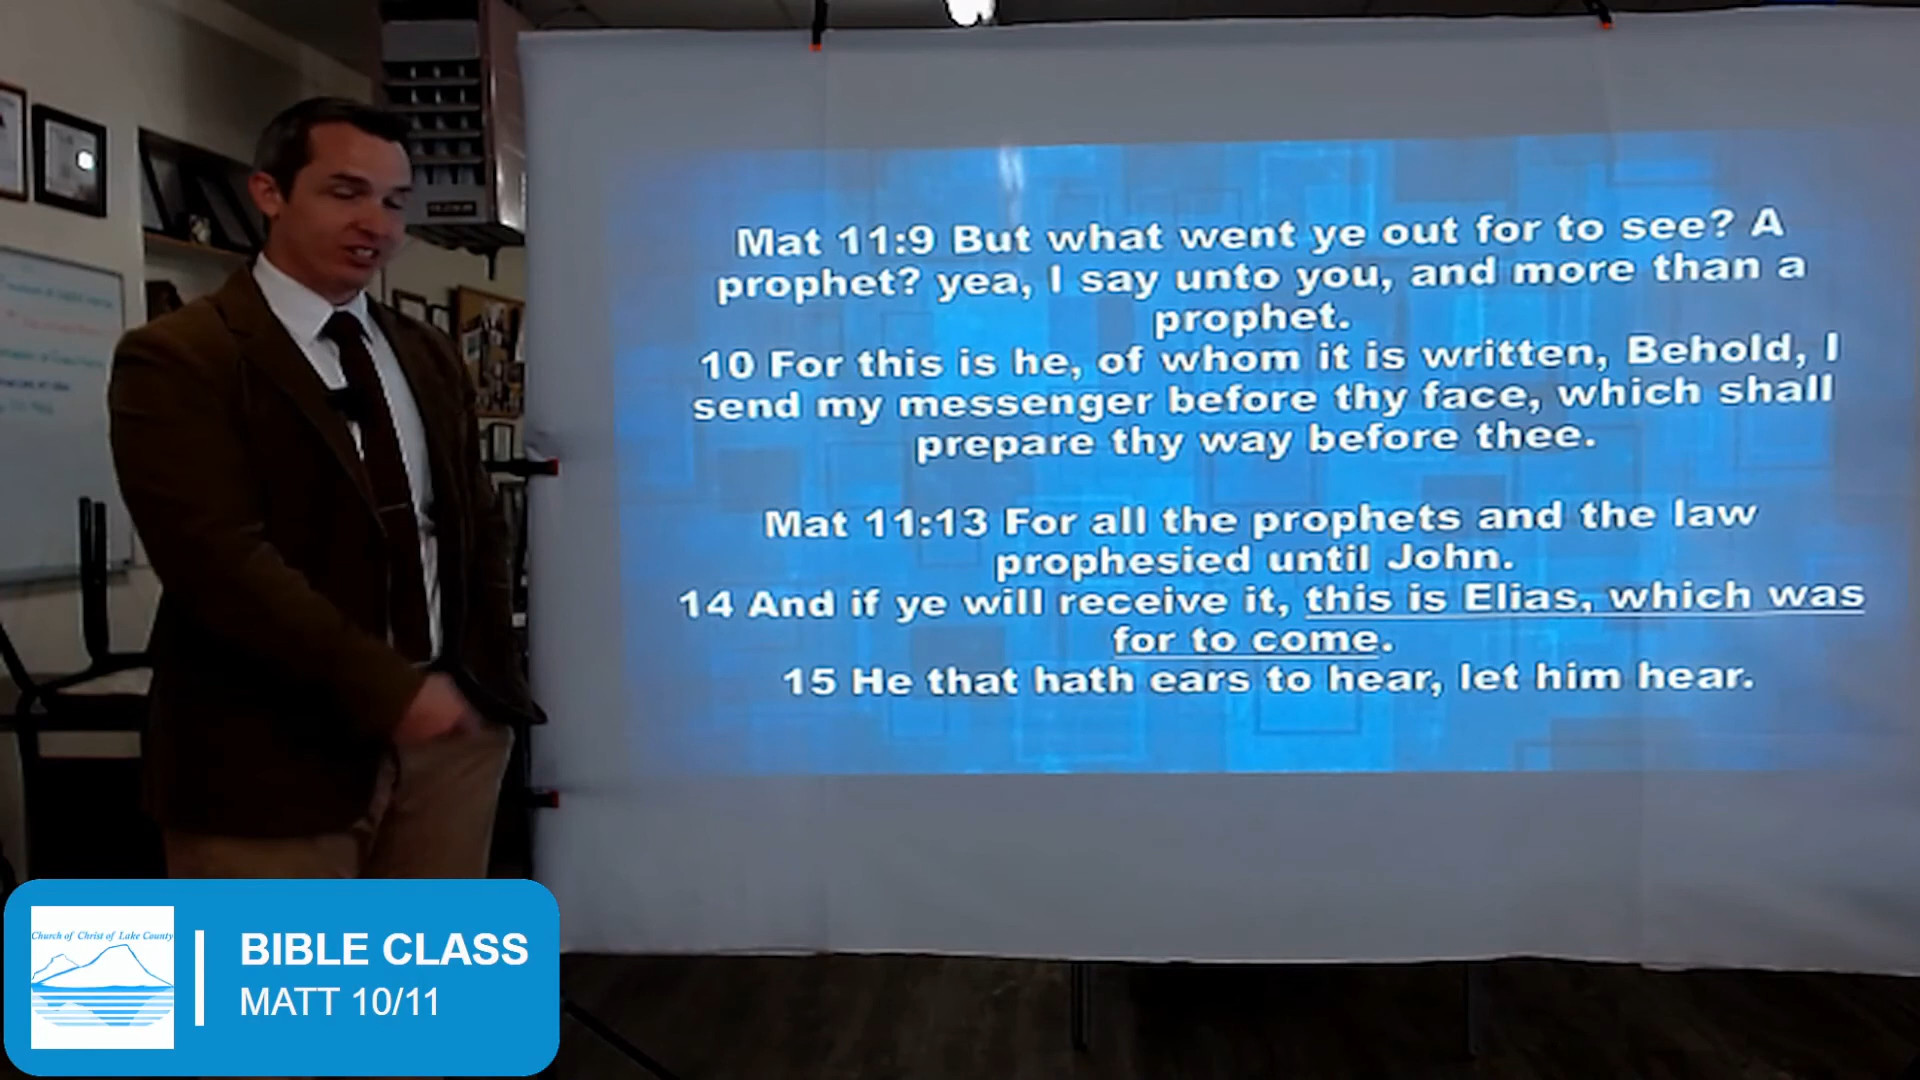 Mat 11:9 But what went ye out for to see? A
prophet? yea, I say unto you, and more than a
prophet.
10 For this is he, of whom it is written, Behold, I
send my messenger before thy face, which shall
prepare thy way before thee.
Mat 11:13 For all the prophets and the law
prophesied until John.
14 And if ye will receive it, this is Elias, which was
for to come.
15 He that hath ears to hear, let him hear.
Church of Christ of Lake County
BIBLE CLASS
MATT 10/11